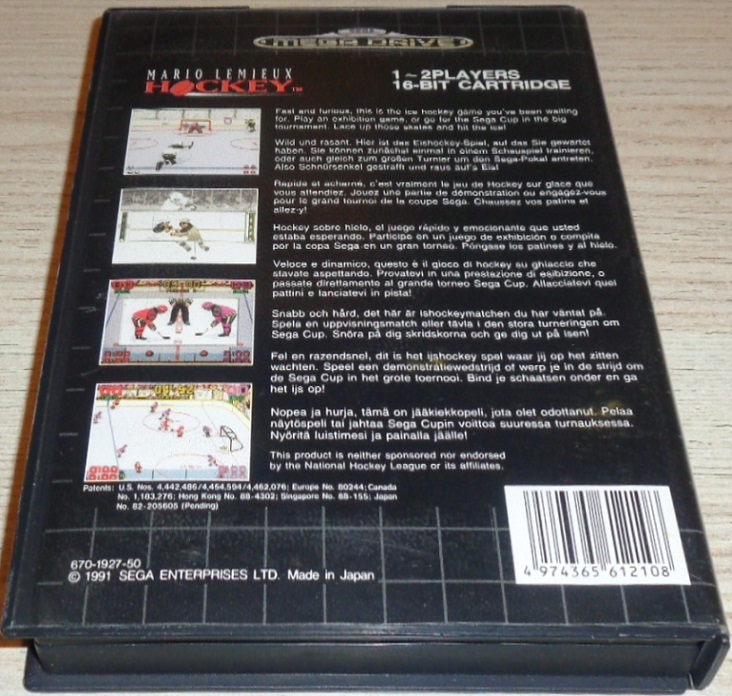 SEGA
MEGA DRIVE
MARIO LEMIEUX
HOCKEY™
1~2PLAYERS
16-BIT CARTRIDGE
Fast and furious, this is the ice hockey game you've been waiting
for. Play an exhibition game, or go for the Sega Cup in the big
tournament. Lace up those skates and hit the ice!
Wild und rasant. Hier ist das Eishockey-Spiel, auf das Sie gewartet
haben. Sie können zunächst einmal in einem Schauspiel trainieren,
oder auch gleich zum großen Turnier um den Sega-Pokal antreten.
Also Schnürsenkel gestrafft und raus auf's Eis!
Rapide et acharné, c'est vraiment le jeu de Hockey sur glace que
vous attendiez. Jouez une partie de démonstration ou engagez-vous
pour le grand tournoi de la coupe Sega. Chaussez vos patins et
allez-y!
Hockey sobre hielo, el juego rápido y emocionante que usted
estaba esperando. Participe en un juego de exhibición o compita
por la copa Sega en un gran torneo. Póngase los patines y al hielo.
Veloce e dinamico, questo è il gioco di hockey su ghiaccio che
stavate aspettando. Provatevi in una prestazione di esibizione, o
passate direttamente al grande torneo Sega Cup. Allacciatevi quei
pattini e lanciatevi in pista!
Snabb och hård, det här är ishockeymatchen du har väntat på.
Spela en uppvisningsmatch eller tävla i den stora turneringen om
Sega Cup. Snöra på dig skridskorna och ge dig ut på isen!
Fel en razendsnel, dit is het ijshockey spel waar jij op het zitten
wachten. Speel een demonstratiewedstrijd of werp je in de strijd om
de Sega Cup in het grote toernooi. Bind je schaatsen onder en ga
het ijs op!
Nopea ja hurja, tämä on jääkiekkopeli, jota olet odottanut. Pelaa
näytöspeli tai jahtaa Sega Cupin voittoa suuressa turnauksessa.
Nyöritä luistimesi ja painalla jäälle!
This product is neither sponsored nor endorsed
by the National Hockey League or its affiliates.
Patents: U.S. Nos. 4,442,486/4,454,594/4,462,076; Europe No. 80244; Canada
No. 1,183,276; Hong Kong No. 88-4302; Singapore No. 88-155; Japan
No. 82-205605 (Pending)
670-1927-50
© 1991 SEGA ENTERPRISES LTD. Made in Japan
4 974365 612108